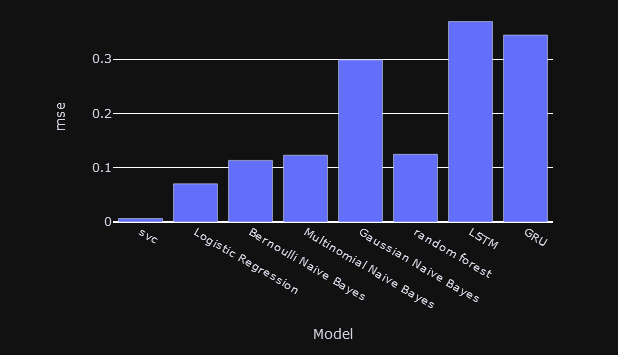 0.3
0.2
0.1
0
mse
svc
Logistic Regression
Bernoulli Naive Bayes
Multinomial Naive Bayes
Gaussian Naive Bayes
random forest
LSTM
GRU
Model